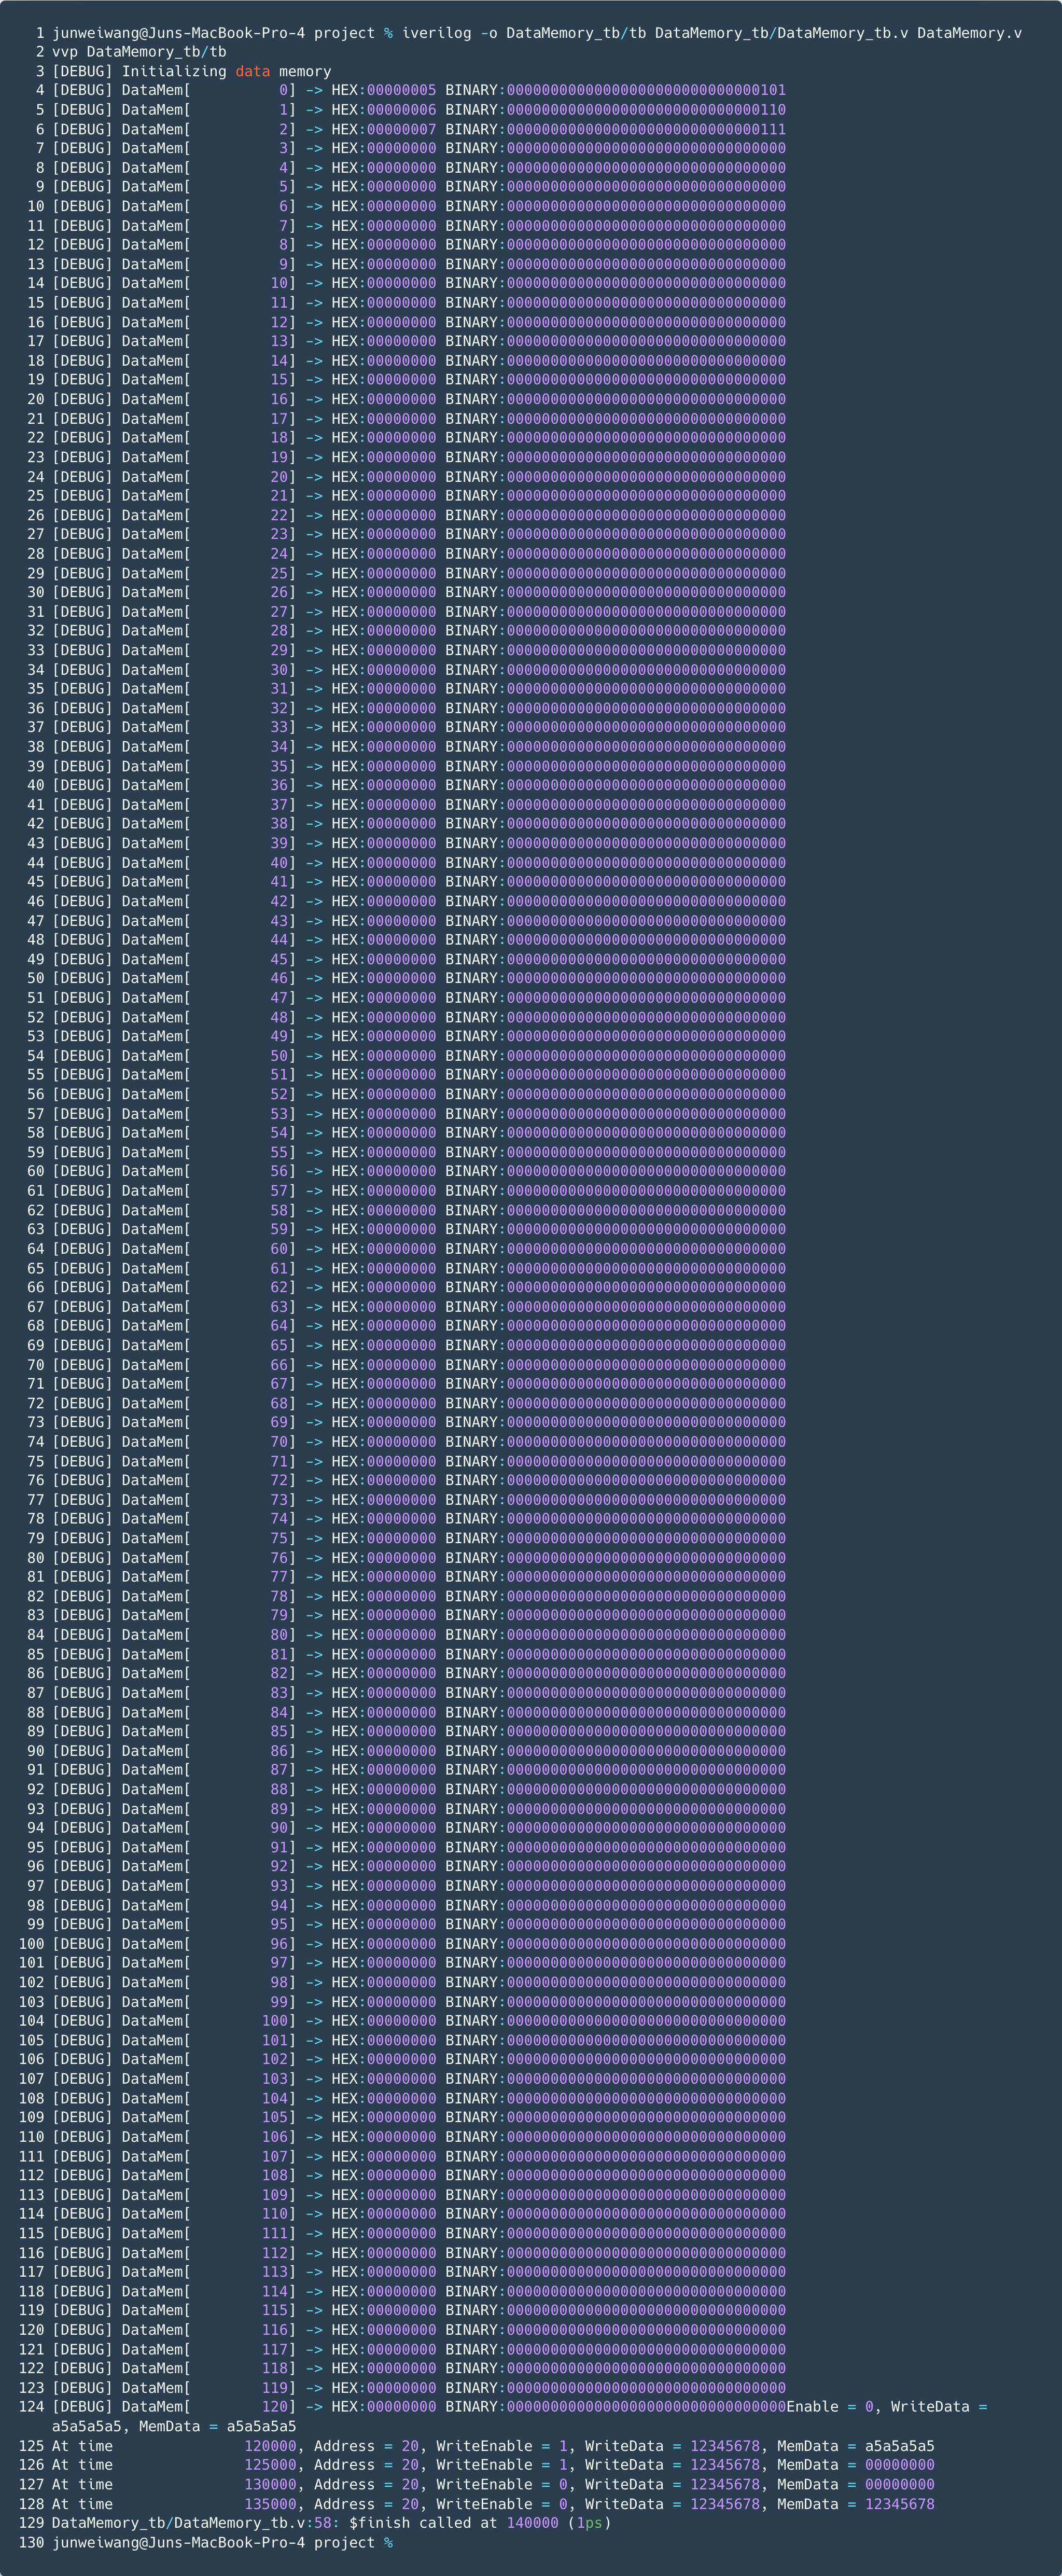 1 junweiwang@Juns-MacBook-Pro-4 project % iverilog -o DataMemory_tb/tb DataMemory_tb/DataMemory_tb.v DataMemory.v
2 vvp DataMemory_tb/tb
3 [DEBUG] Initializing data memory
4 [DEBUG] DataMem[          0] -> HEX:00000005 BINARY:00000000000000000000000000000101
5 [DEBUG] DataMem[          1] -> HEX:00000006 BINARY:00000000000000000000000000000110
6 [DEBUG] DataMem[          2] -> HEX:00000007 BINARY:00000000000000000000000000000111
7 [DEBUG] DataMem[          3] -> HEX:00000000 BINARY:00000000000000000000000000000000
8 [DEBUG] DataMem[          4] -> HEX:00000000 BINARY:00000000000000000000000000000000
9 [DEBUG] DataMem[          5] -> HEX:00000000 BINARY:00000000000000000000000000000000
10 [DEBUG] DataMem[          6] -> HEX:00000000 BINARY:00000000000000000000000000000000
11 [DEBUG] DataMem[          7] -> HEX:00000000 BINARY:00000000000000000000000000000000
12 [DEBUG] DataMem[          8] -> HEX:00000000 BINARY:00000000000000000000000000000000
13 [DEBUG] DataMem[          9] -> HEX:00000000 BINARY:00000000000000000000000000000000
14 [DEBUG] DataMem[         10] -> HEX:00000000 BINARY:00000000000000000000000000000000
15 [DEBUG] DataMem[         11] -> HEX:00000000 BINARY:00000000000000000000000000000000
16 [DEBUG] DataMem[         12] -> HEX:00000000 BINARY:00000000000000000000000000000000
17 [DEBUG] DataMem[         13] -> HEX:00000000 BINARY:00000000000000000000000000000000
18 [DEBUG] DataMem[         14] -> HEX:00000000 BINARY:00000000000000000000000000000000
19 [DEBUG] DataMem[         15] -> HEX:00000000 BINARY:00000000000000000000000000000000
20 [DEBUG] DataMem[         16] -> HEX:00000000 BINARY:00000000000000000000000000000000
21 [DEBUG] DataMem[         17] -> HEX:00000000 BINARY:00000000000000000000000000000000
22 [DEBUG] DataMem[         18] -> HEX:00000000 BINARY:00000000000000000000000000000000
23 [DEBUG] DataMem[         19] -> HEX:00000000 BINARY:00000000000000000000000000000000
24 [DEBUG] DataMem[         20] -> HEX:00000000 BINARY:00000000000000000000000000000000
25 [DEBUG] DataMem[         21] -> HEX:00000000 BINARY:00000000000000000000000000000000
26 [DEBUG] DataMem[         22] -> HEX:00000000 BINARY:00000000000000000000000000000000
27 [DEBUG] DataMem[         23] -> HEX:00000000 BINARY:00000000000000000000000000000000
28 [DEBUG] DataMem[         24] -> HEX:00000000 BINARY:00000000000000000000000000000000
29 [DEBUG] DataMem[         25] -> HEX:00000000 BINARY:00000000000000000000000000000000
30 [DEBUG] DataMem[         26] -> HEX:00000000 BINARY:00000000000000000000000000000000
31 [DEBUG] DataMem[         27] -> HEX:00000000 BINARY:00000000000000000000000000000000
32 [DEBUG] DataMem[         28] -> HEX:00000000 BINARY:00000000000000000000000000000000
33 [DEBUG] DataMem[         29] -> HEX:00000000 BINARY:00000000000000000000000000000000
34 [DEBUG] DataMem[         30] -> HEX:00000000 BINARY:00000000000000000000000000000000
35 [DEBUG] DataMem[         31] -> HEX:00000000 BINARY:00000000000000000000000000000000
36 [DEBUG] DataMem[         32] -> HEX:00000000 BINARY:00000000000000000000000000000000
37 [DEBUG] DataMem[         33] -> HEX:00000000 BINARY:00000000000000000000000000000000
38 [DEBUG] DataMem[         34] -> HEX:00000000 BINARY:00000000000000000000000000000000
39 [DEBUG] DataMem[         35] -> HEX:00000000 BINARY:00000000000000000000000000000000
40 [DEBUG] DataMem[         36] -> HEX:00000000 BINARY:00000000000000000000000000000000
41 [DEBUG] DataMem[         37] -> HEX:00000000 BINARY:00000000000000000000000000000000
42 [DEBUG] DataMem[         38] -> HEX:00000000 BINARY:00000000000000000000000000000000
43 [DEBUG] DataMem[         39] -> HEX:00000000 BINARY:00000000000000000000000000000000
44 [DEBUG] DataMem[         40] -> HEX:00000000 BINARY:00000000000000000000000000000000
45 [DEBUG] DataMem[         41] -> HEX:00000000 BINARY:00000000000000000000000000000000
46 [DEBUG] DataMem[         42] -> HEX:00000000 BINARY:00000000000000000000000000000000
47 [DEBUG] DataMem[         43] -> HEX:00000000 BINARY:00000000000000000000000000000000
48 [DEBUG] DataMem[         44] -> HEX:00000000 BINARY:00000000000000000000000000000000
49 [DEBUG] DataMem[         45] -> HEX:00000000 BINARY:00000000000000000000000000000000
50 [DEBUG] DataMem[         46] -> HEX:00000000 BINARY:00000000000000000000000000000000
51 [DEBUG] DataMem[         47] -> HEX:00000000 BINARY:00000000000000000000000000000000
52 [DEBUG] DataMem[         48] -> HEX:00000000 BINARY:00000000000000000000000000000000
53 [DEBUG] DataMem[         49] -> HEX:00000000 BINARY:00000000000000000000000000000000
54 [DEBUG] DataMem[         50] -> HEX:00000000 BINARY:00000000000000000000000000000000
55 [DEBUG] DataMem[         51] -> HEX:00000000 BINARY:00000000000000000000000000000000
56 [DEBUG] DataMem[         52] -> HEX:00000000 BINARY:00000000000000000000000000000000
57 [DEBUG] DataMem[         53] -> HEX:00000000 BINARY:00000000000000000000000000000000
58 [DEBUG] DataMem[         54] -> HEX:00000000 BINARY:00000000000000000000000000000000
59 [DEBUG] DataMem[         55] -> HEX:00000000 BINARY:00000000000000000000000000000000
60 [DEBUG] DataMem[         56] -> HEX:00000000 BINARY:00000000000000000000000000000000
61 [DEBUG] DataMem[         57] -> HEX:00000000 BINARY:00000000000000000000000000000000
62 [DEBUG] DataMem[         58] -> HEX:00000000 BINARY:00000000000000000000000000000000
63 [DEBUG] DataMem[         59] -> HEX:00000000 BINARY:00000000000000000000000000000000
64 [DEBUG] DataMem[         60] -> HEX:00000000 BINARY:00000000000000000000000000000000
65 [DEBUG] DataMem[         61] -> HEX:00000000 BINARY:00000000000000000000000000000000
66 [DEBUG] DataMem[         62] -> HEX:00000000 BINARY:00000000000000000000000000000000
67 [DEBUG] DataMem[         63] -> HEX:00000000 BINARY:00000000000000000000000000000000
68 [DEBUG] DataMem[         64] -> HEX:00000000 BINARY:00000000000000000000000000000000
69 [DEBUG] DataMem[         65] -> HEX:00000000 BINARY:00000000000000000000000000000000
70 [DEBUG] DataMem[         66] -> HEX:00000000 BINARY:00000000000000000000000000000000
71 [DEBUG] DataMem[         67] -> HEX:00000000 BINARY:00000000000000000000000000000000
72 [DEBUG] DataMem[         68] -> HEX:00000000 BINARY:00000000000000000000000000000000
73 [DEBUG] DataMem[         69] -> HEX:00000000 BINARY:00000000000000000000000000000000
74 [DEBUG] DataMem[         70] -> HEX:00000000 BINARY:00000000000000000000000000000000
75 [DEBUG] DataMem[         71] -> HEX:00000000 BINARY:00000000000000000000000000000000
76 [DEBUG] DataMem[         72] -> HEX:00000000 BINARY:00000000000000000000000000000000
77 [DEBUG] DataMem[         73] -> HEX:00000000 BINARY:00000000000000000000000000000000
78 [DEBUG] DataMem[         74] -> HEX:00000000 BINARY:00000000000000000000000000000000
79 [DEBUG] DataMem[         75] -> HEX:00000000 BINARY:00000000000000000000000000000000
80 [DEBUG] DataMem[         76] -> HEX:00000000 BINARY:00000000000000000000000000000000
81 [DEBUG] DataMem[         77] -> HEX:00000000 BINARY:00000000000000000000000000000000
82 [DEBUG] DataMem[         78] -> HEX:00000000 BINARY:00000000000000000000000000000000
83 [DEBUG] DataMem[         79] -> HEX:00000000 BINARY:00000000000000000000000000000000
84 [DEBUG] DataMem[         80] -> HEX:00000000 BINARY:00000000000000000000000000000000
85 [DEBUG] DataMem[         81] -> HEX:00000000 BINARY:00000000000000000000000000000000
86 [DEBUG] DataMem[         82] -> HEX:00000000 BINARY:00000000000000000000000000000000
87 [DEBUG] DataMem[         83] -> HEX:00000000 BINARY:00000000000000000000000000000000
88 [DEBUG] DataMem[         84] -> HEX:00000000 BINARY:00000000000000000000000000000000
89 [DEBUG] DataMem[         85] -> HEX:00000000 BINARY:00000000000000000000000000000000
90 [DEBUG] DataMem[         86] -> HEX:00000000 BINARY:00000000000000000000000000000000
91 [DEBUG] DataMem[         87] -> HEX:00000000 BINARY:00000000000000000000000000000000
92 [DEBUG] DataMem[         88] -> HEX:00000000 BINARY:00000000000000000000000000000000
93 [DEBUG] DataMem[         89] -> HEX:00000000 BINARY:00000000000000000000000000000000
94 [DEBUG] DataMem[         90] -> HEX:00000000 BINARY:00000000000000000000000000000000
95 [DEBUG] DataMem[         91] -> HEX:00000000 BINARY:00000000000000000000000000000000
96 [DEBUG] DataMem[         92] -> HEX:00000000 BINARY:00000000000000000000000000000000
97 [DEBUG] DataMem[         93] -> HEX:00000000 BINARY:00000000000000000000000000000000
98 [DEBUG] DataMem[         94] -> HEX:00000000 BINARY:00000000000000000000000000000000
99 [DEBUG] DataMem[         95] -> HEX:00000000 BINARY:00000000000000000000000000000000
100 [DEBUG] DataMem[         96] -> HEX:00000000 BINARY:00000000000000000000000000000000
101 [DEBUG] DataMem[         97] -> HEX:00000000 BINARY:00000000000000000000000000000000
102 [DEBUG] DataMem[         98] -> HEX:00000000 BINARY:00000000000000000000000000000000
103 [DEBUG] DataMem[         99] -> HEX:00000000 BINARY:00000000000000000000000000000000
104 [DEBUG] DataMem[        100] -> HEX:00000000 BINARY:00000000000000000000000000000000
105 [DEBUG] DataMem[        101] -> HEX:00000000 BINARY:00000000000000000000000000000000
106 [DEBUG] DataMem[        102] -> HEX:00000000 BINARY:00000000000000000000000000000000
107 [DEBUG] DataMem[        103] -> HEX:00000000 BINARY:00000000000000000000000000000000
108 [DEBUG] DataMem[        104] -> HEX:00000000 BINARY:00000000000000000000000000000000
109 [DEBUG] DataMem[        105] -> HEX:00000000 BINARY:00000000000000000000000000000000
110 [DEBUG] DataMem[        106] -> HEX:00000000 BINARY:00000000000000000000000000000000
111 [DEBUG] DataMem[        107] -> HEX:00000000 BINARY:00000000000000000000000000000000
112 [DEBUG] DataMem[        108] -> HEX:00000000 BINARY:00000000000000000000000000000000
113 [DEBUG] DataMem[        109] -> HEX:00000000 BINARY:00000000000000000000000000000000
114 [DEBUG] DataMem[        110] -> HEX:00000000 BINARY:00000000000000000000000000000000
115 [DEBUG] DataMem[        111] -> HEX:00000000 BINARY:00000000000000000000000000000000
116 [DEBUG] DataMem[        112] -> HEX:00000000 BINARY:00000000000000000000000000000000
117 [DEBUG] DataMem[        113] -> HEX:00000000 BINARY:00000000000000000000000000000000
118 [DEBUG] DataMem[        114] -> HEX:00000000 BINARY:00000000000000000000000000000000
119 [DEBUG] DataMem[        115] -> HEX:00000000 BINARY:00000000000000000000000000000000
120 [DEBUG] DataMem[        116] -> HEX:00000000 BINARY:00000000000000000000000000000000
121 [DEBUG] DataMem[        117] -> HEX:00000000 BINARY:00000000000000000000000000000000
122 [DEBUG] DataMem[        118] -> HEX:00000000 BINARY:00000000000000000000000000000000
123 [DEBUG] DataMem[        119] -> HEX:00000000 BINARY:00000000000000000000000000000000
124 [DEBUG] DataMem[        120] -> HEX:00000000 BINARY:00000000000000000000000000000000Enable = 0, WriteData =
a5a5a5a5, MemData = a5a5a5a5
125 At time               120000, Address = 20, WriteEnable = 1, WriteData = 12345678, MemData = a5a5a5a5
126 At time               125000, Address = 20, WriteEnable = 1, WriteData = 12345678, MemData = 00000000
127 At time               130000, Address = 20, WriteEnable = 0, WriteData = 12345678, MemData = 00000000
128 At time               135000, Address = 20, WriteEnable = 0, WriteData = 12345678, MemData = 12345678
129 DataMemory_tb/DataMemory_tb.v:58: $finish called at 140000 (1ps)
130 junweiwang@Juns-MacBook-Pro-4 project %